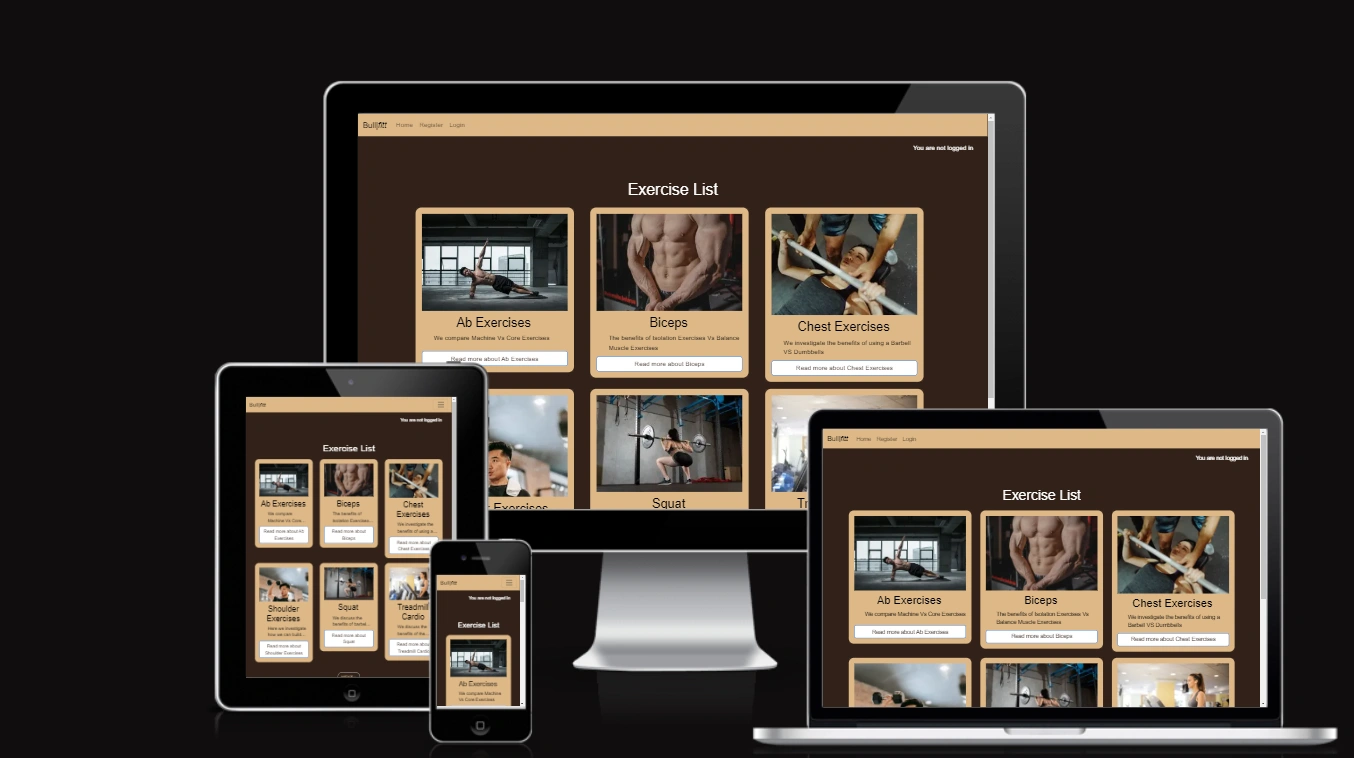 Bullfitt Home Register Login
You are not logged in
Exercise List
Ab Exercises
We compare Machine Vs Core Exercises
Read more about Ab Exercises
Biceps
The benefits of Isolation Exercises Vs Balance
Muscle Exercises
Read more about Biceps
Chest Exercises
We investigate the benefits of using a Barbell
VS Dumbbells
Read more about Chest Exercises
Exercises
Squat
Bullfitt
You are not logged in
Exercise List
Ab Exercises
We compare
Machine Vs Core...
Read more about Ab
Exercises
Biceps
The benefits of
Isolation Exercises...
Read more about
Biceps
Chest
Exercises
We investigate the
benefits of using a...
Read more about
Chest Exercises
Shoulder
Exercises
Here we investigate
how we can build...
Read more about
Shoulder Exercises
Squat
We discuss the
benefits of barbell...
Read more about
Squat
Treadmill
Cardio
We discuss the
benefits of the...
Read more about
Treadmill Cardio
Bullfitt
You are not logged in
Exercise List
Ab Exercises
We compare Machine
Vs Core Exercises
Bullfitt Home Register Login
You are not logged in
Exercise List
Ab Exercises
We compare Machine Vs Core Exercises
Read more about Ab Exercises
Biceps
The benefits of Isolation Exercises Vs
Balance Muscle Exercises
Read more about Biceps
Chest Exercises
We investigate the benefits of using a
Barbell VS Dumbbells
Read more about Chest Exercises